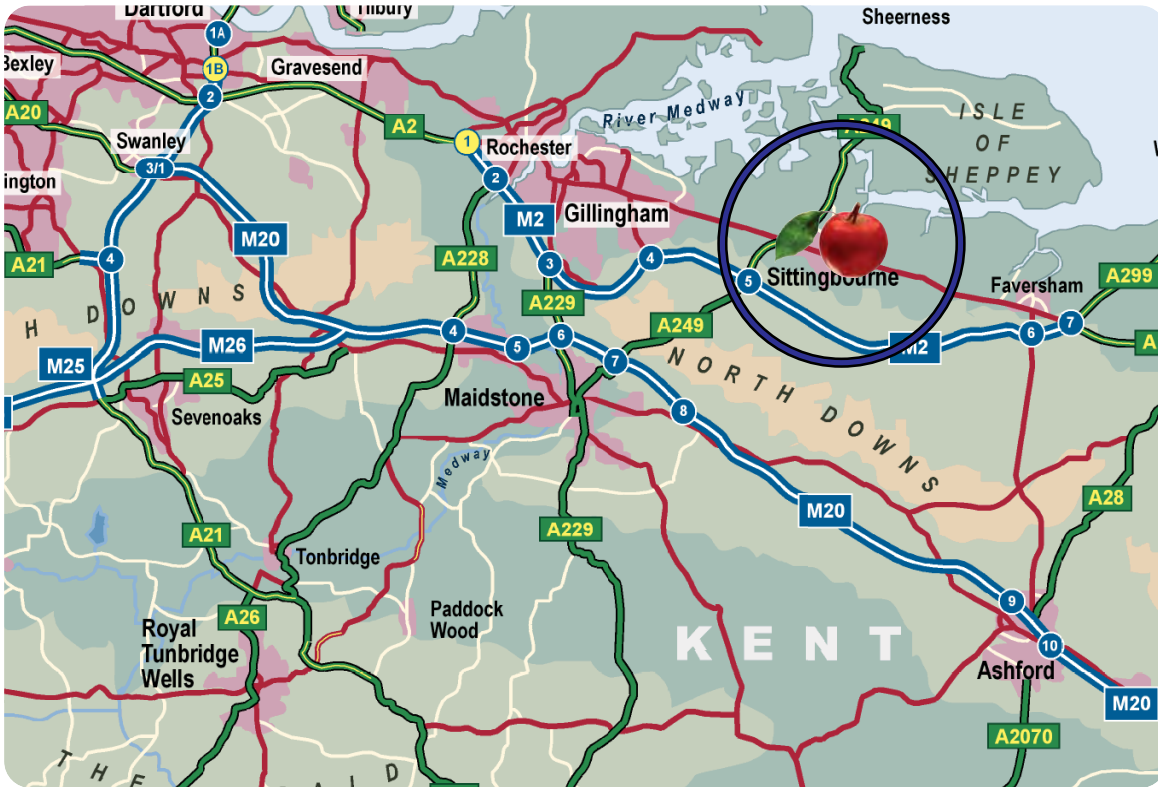 Dartford
Tilbury
Sheerness
1A
Bexley
1B
Gravesend
2
A20
A2
River Medway
A249
ISLE
OF
SHEPPEY
Swanley
1
Rochester
3/1
2
M2
Gillingham
M20
A21
4
A228
3
4
5
Sittingbourne
A299
Faversham
A229
DOWNS
A249
M26
4
5
6
7
M2
6
7
M25
A25
NORTH DOWNS
Sevenoaks
Maidstone
8
Medway
M20
A28
A21
A229
Tonbridge
9
A26
Paddock
Wood
Royal
Tunbridge
Wells
KENT
10
Ashford
M20
A2070
THE